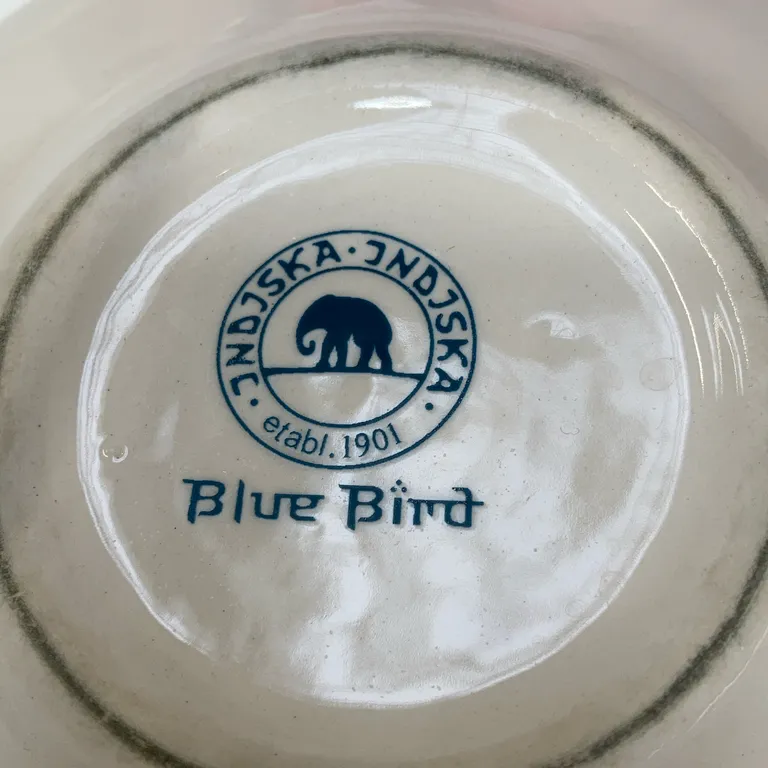 INDISKA · INDISKA ·
etabl. 1901
Blue Bird